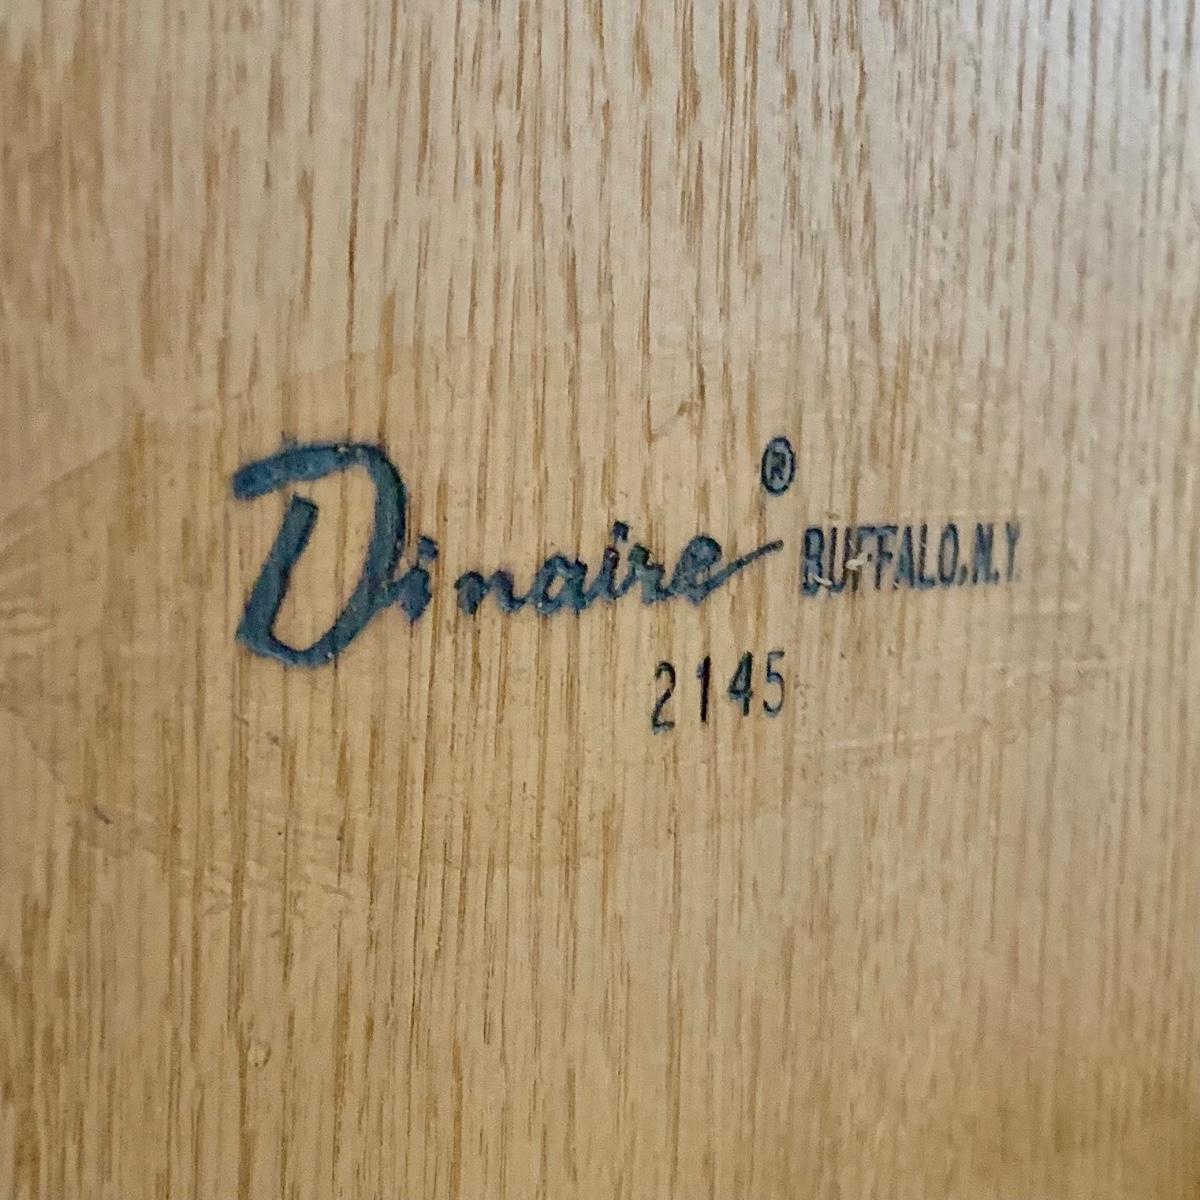 Dinaire® BUFFALO, N.Y.
2145